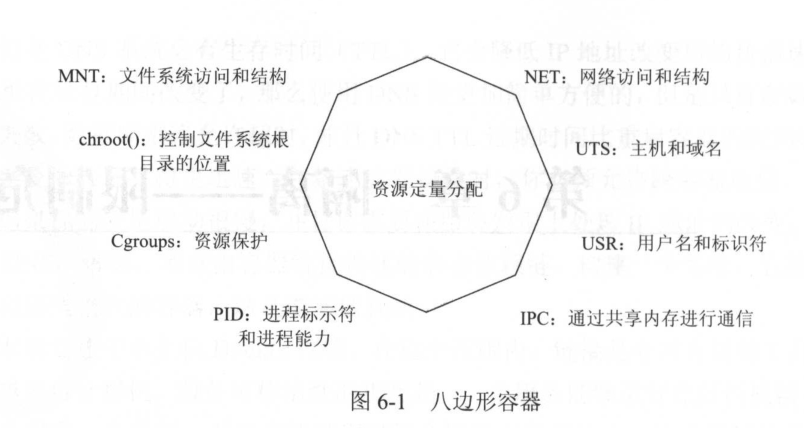 MNT：文件系统访问和结构
NET：网络访问和结构
chroot()：控制文件系统根
目录的位置
UTS：主机和域名
资源定量分配
Cgroups：资源保护
USR：用户名和标识符
PID：进程标示符
和进程能力
IPC：通过共享内存进行通信
图 6-1　八边形容器